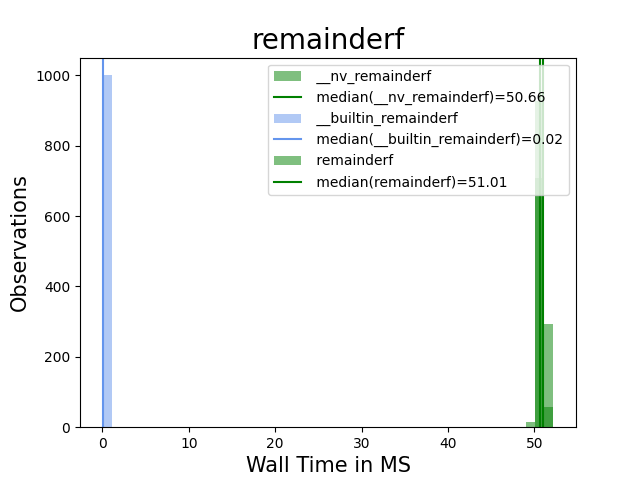 remainderf
1000
800
600
400
200
0
Observations
__nv_remainderf
median(__nv_remainderf)=50.66
__builtin_remainderf
median(__builtin_remainderf)=0.02
remainderf
median(remainderf)=51.01
0 10 20 30 40 50
Wall Time in MS